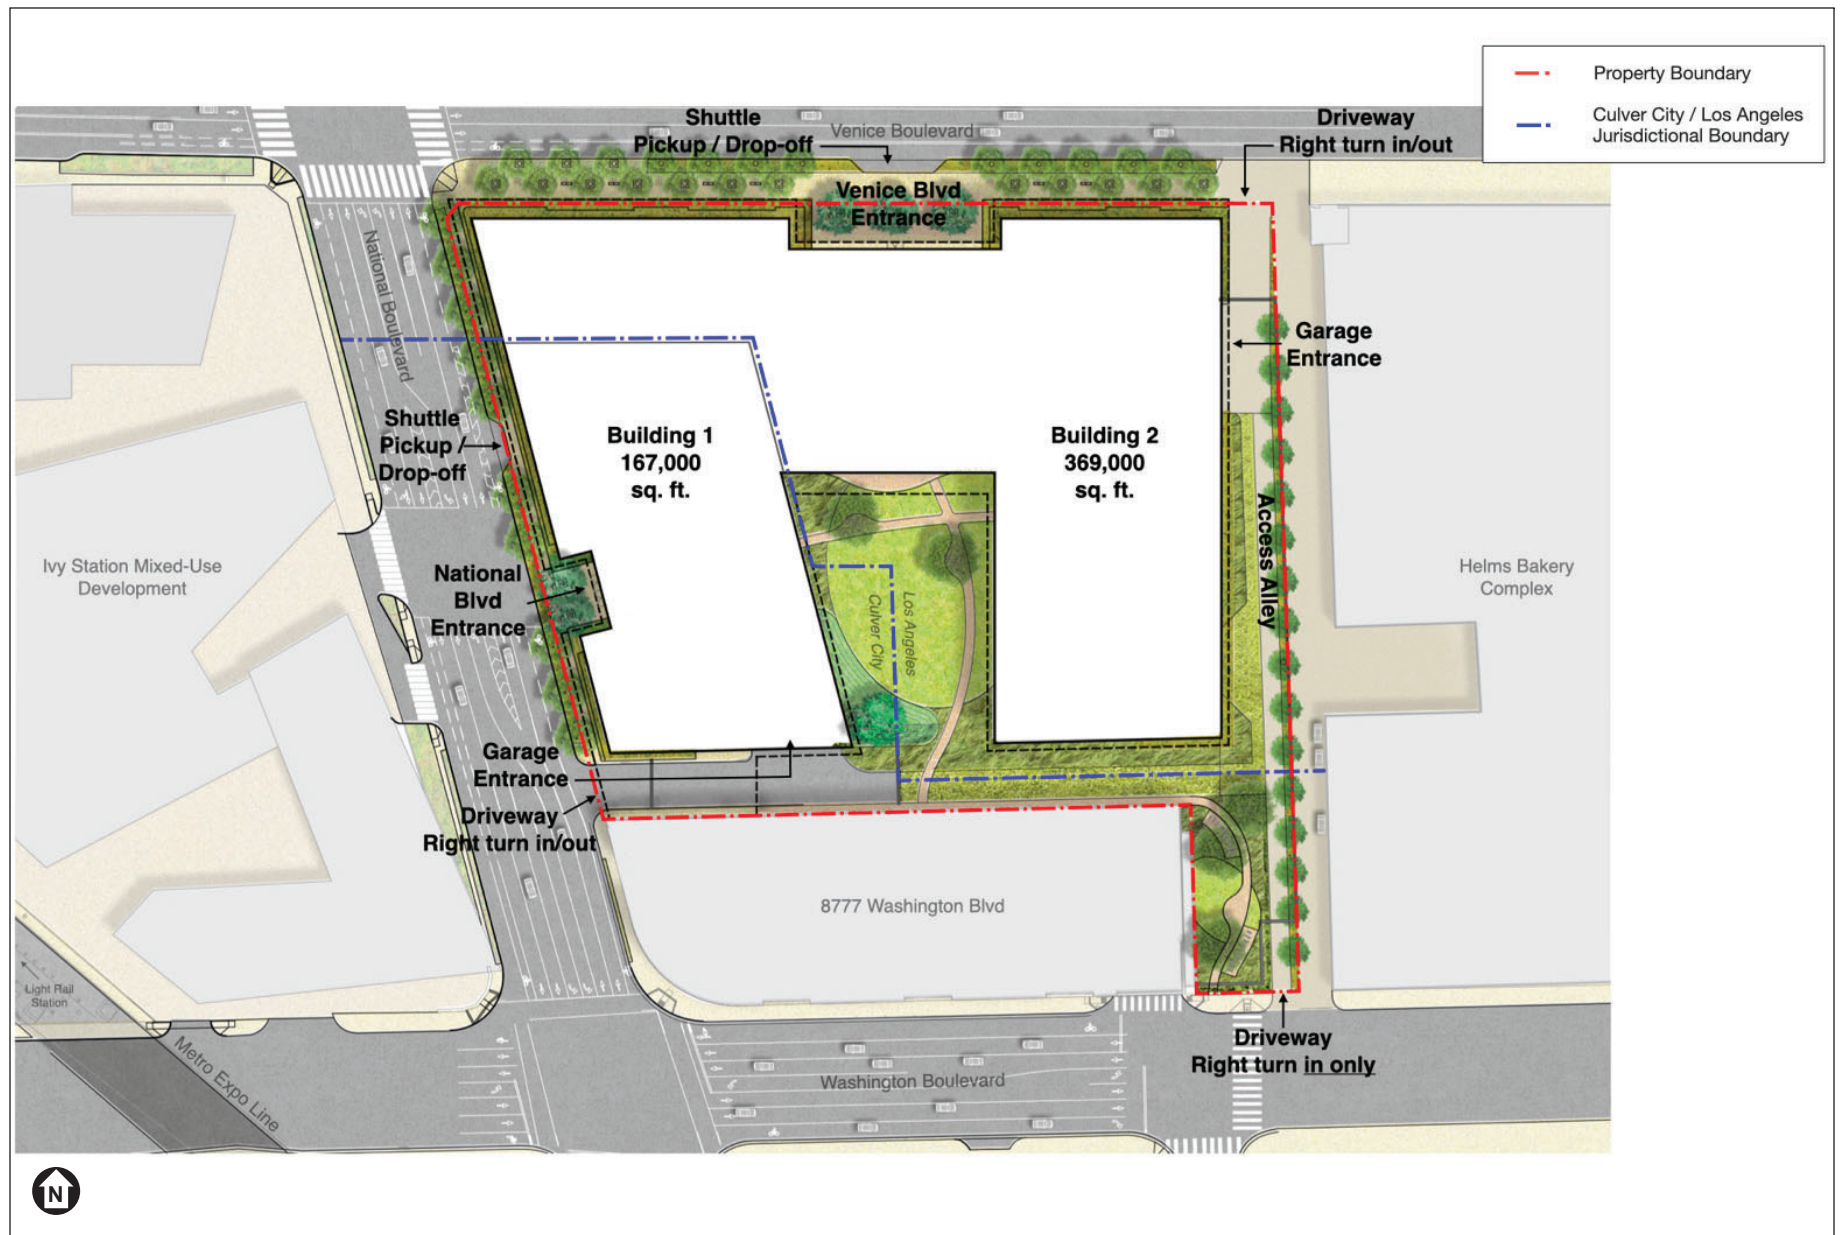 Property Boundary
Culver City / Los Angeles
Jurisdictional Boundary
Shuttle
Pickup / Drop-off
Venice Boulevard
Driveway
Right turn in/out
Venice Blvd
Entrance
National Boulevard
Garage
Entrance
Shuttle
Pickup /
Drop-off
Building 1
167,000
sq. ft.
Building 2
369,000
sq. ft.
Access Alley
Ivy Station Mixed-Use
Development
National
Blvd
Entrance
Los Angeles
Culver City
Helms Bakery
Complex
Garage
Entrance
Driveway
Right turn in/out
8777 Washington Blvd
Light Rail
Station
Metro Expo Line
Washington Boulevard
Driveway
Right turn in only
N